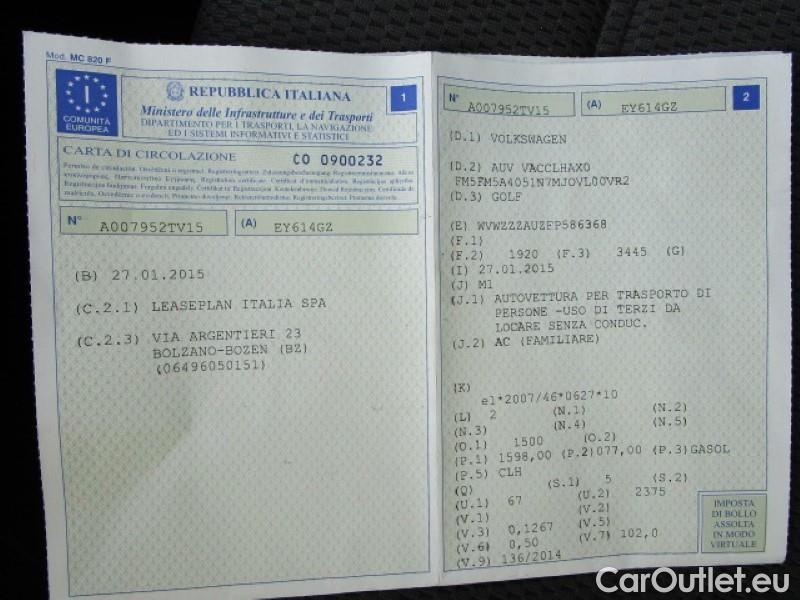 Mod. MC 820 F
I
COMUNITÀ
EUROPEA
REPUBBLICA ITALIANA
1
Ministero delle Infrastrutture e dei Trasporti
DIPARTIMENTO PER I TRASPORTI, LA NAVIGAZIONE
ED I SISTEMI INFORMATIVI E STATISTICI
CARTA DI CIRCOLAZIONE
CO 0900232
N° A007952TV15
(A) EY614GZ
(B) 27.01.2015
(C.2.1) LEASEPLAN ITALIA SPA
(C.2.3) VIA ARGENTIERI 23
BOLZANO-BOZEN (BZ)
(06496050151)
N° A007952TV15
(A) EY614GZ
2
(D.1) VOLKSWAGEN
(D.2) AUV VACCLHAX0
FM5FM5A4051N7MJOVL00VR2
(D.3) GOLF
(E) WVWZZZAUZFP586368
(F.1)
(F.2) 1920 (F.3) 3445 (G)
(I) 27.01.2015
(J) M1
(J.1) AUTOVETTURA PER TRASPORTO DI
PERSONE -USO DI TERZI DA
LOCARE SENZA CONDUC.
(J.2) AC (FAMILIARE)
(K)
e1*2007/46*0627*10
(L) 2 (N.1) (N.2)
(N.3) (N.4) (N.5)
(O.1) 1500 (O.2)
(P.1) 1598,00 (P.2)077,00 (P.3)GASOL
(P.5) CLH
(Q) (S.1) 5 (S.2)
(U.1) 67 (U.2) 2375
(V.1) (V.2)
(V.3) 0,1267 (V.5)
(V.6) 0,50 (V.7) 102,0
(V.9) 136/2014
IMPOSTA
DI BOLLO
ASSOLTA
IN MODO
VIRTUALE
CarOutlet.eu